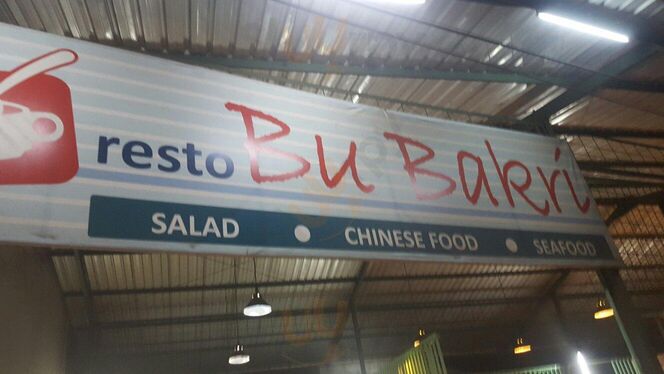 resto Bu Bakri
SALAD • CHINESE FOOD • SEAFOOD